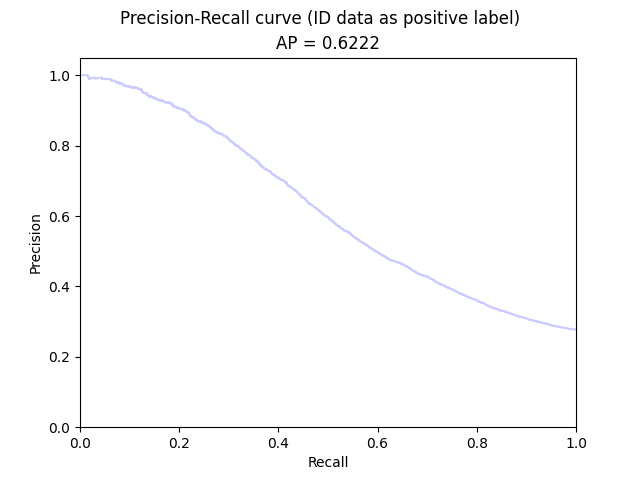 Precision-Recall curve (ID data as positive label)
AP = 0.6222
1.0
0.8
0.6
0.4
0.2
0.0
Precision
0.0 0.2 0.4 0.6 0.8 1.0
Recall